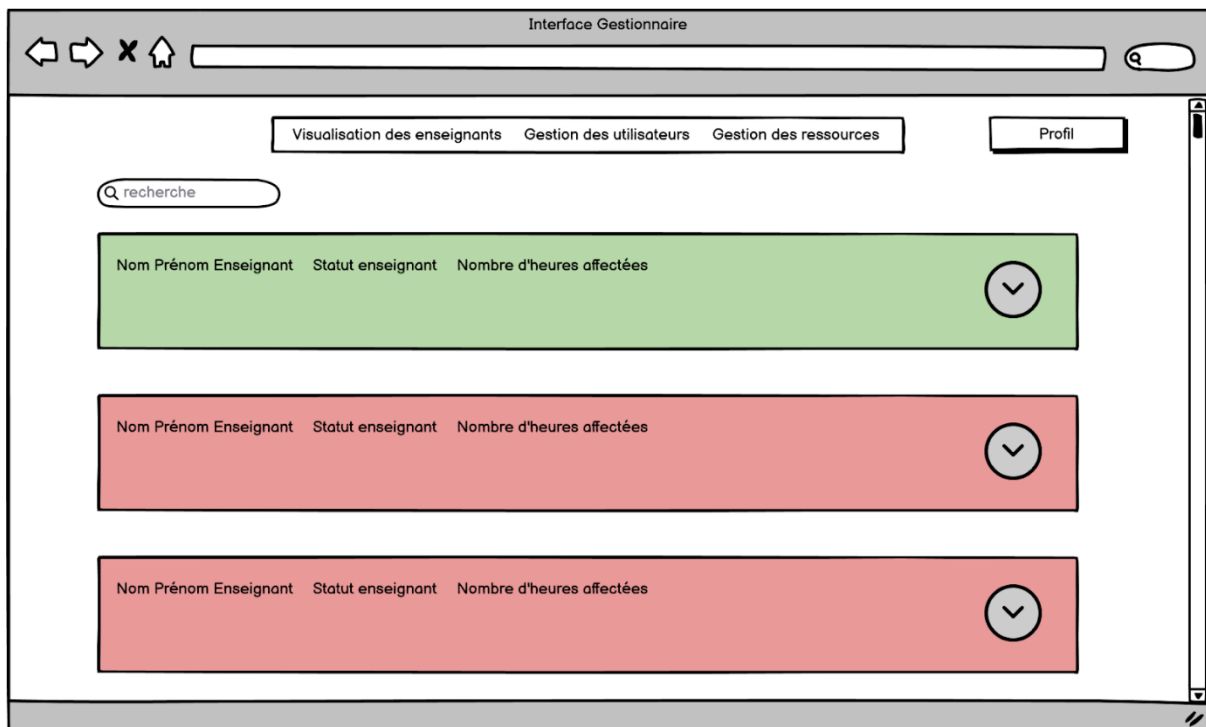 Interface Gestionnaire
Visualisation des enseignants Gestion des utilisateurs Gestion des ressources Profil
recherche
Nom Prénom Enseignant Statut enseignant Nombre d'heures affectées
Nom Prénom Enseignant Statut enseignant Nombre d'heures affectées
Nom Prénom Enseignant Statut enseignant Nombre d'heures affectées